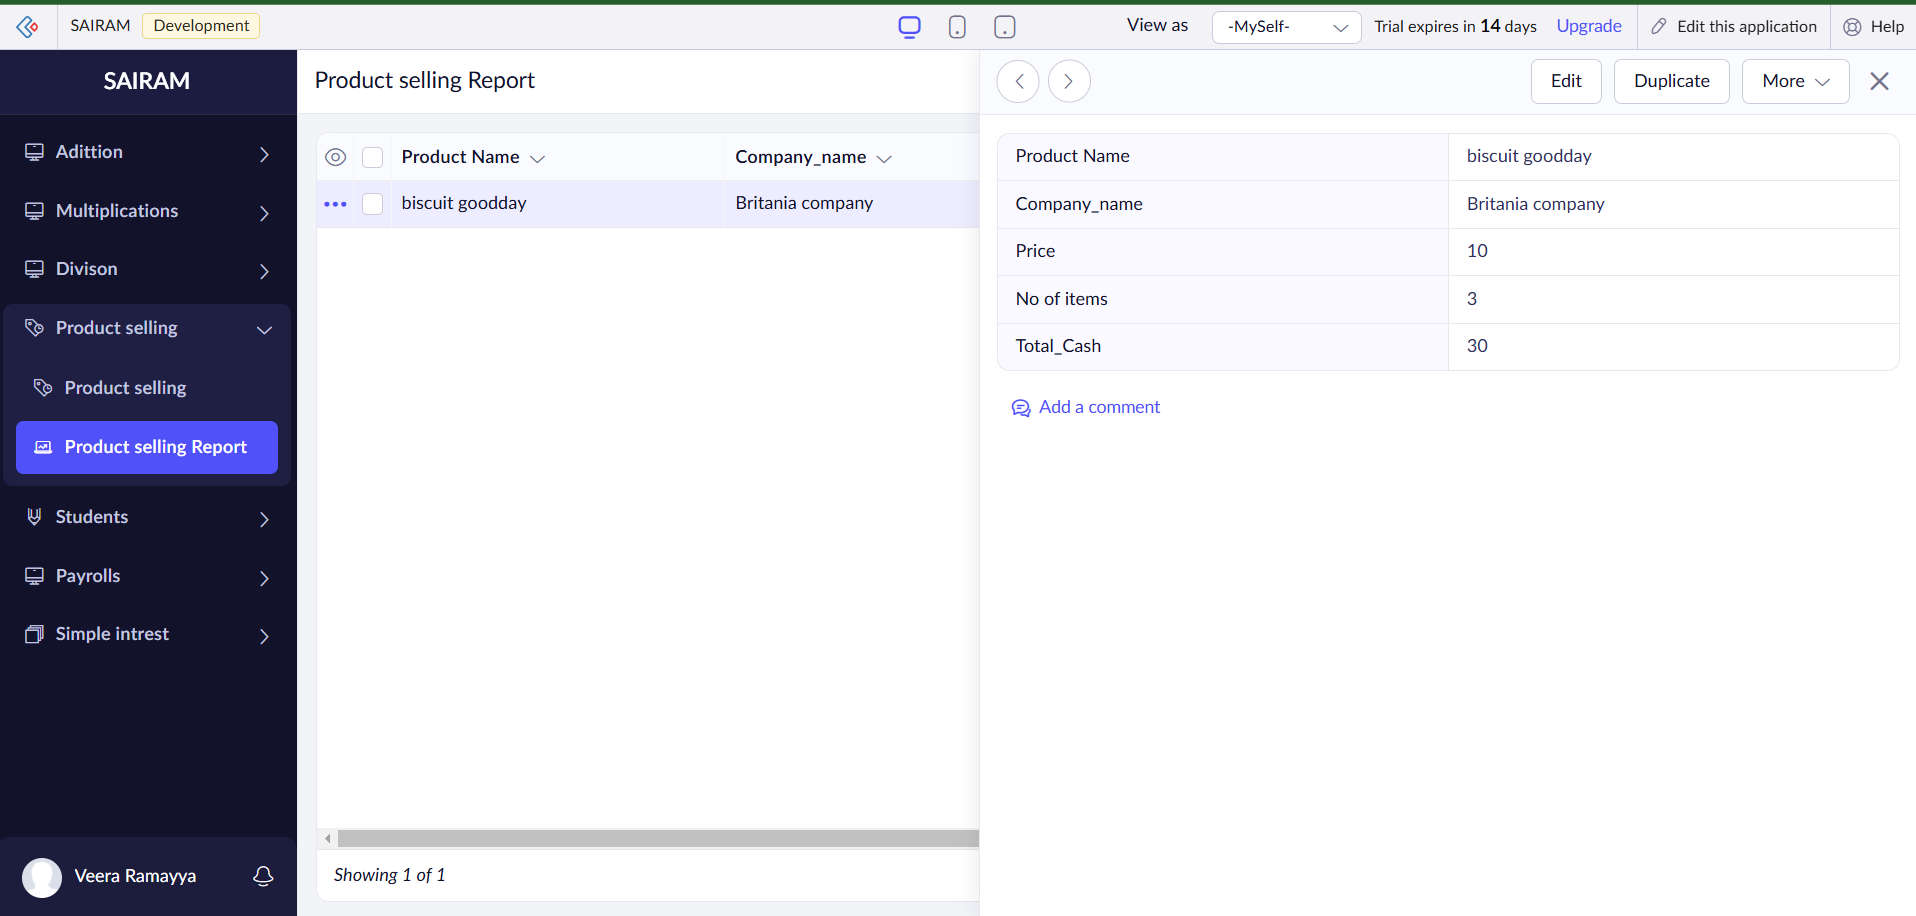 SAIRAM Development View as -MySelf- Trial expires in 14 days Upgrade Edit this application Help
SAIRAM
Adittion
Multiplications
Divison
Product selling
Product selling
Product selling Report
Students
Payrolls
Simple intrest
Veera Ramayya
Product selling Report
Product Name Company_name
biscuit goodday Britania company
Showing 1 of 1
Edit Duplicate More
Product Name biscuit goodday
Company_name Britania company
Price 10
No of items 3
Total_Cash 30
Add a comment